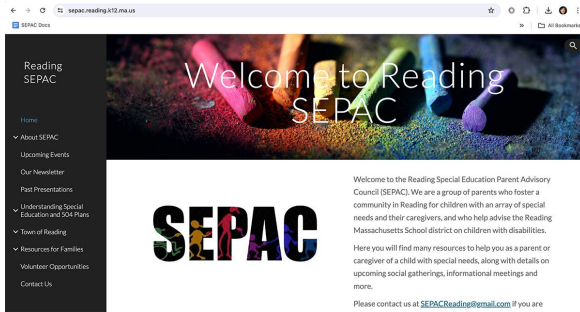 sepac.reading.k12.ma.us
SEPAC Docs
All Bookmarks
Reading
SEPAC
Home
About SEPAC
Upcoming Events
Our Newsletter
Past Presentations
Understanding Special
Education and 504 Plans
Town of Reading
Resources for Families
Volunteer Opportunities
Contact Us
Welcome to Reading
SEPAC
SEPAC
Welcome to the Reading Special Education Parent Advisory
Council (SEPAC). We are a group of parents who foster a
community in Reading for children with an array of special
needs and their caregivers, and who help advise the Reading
Massachusetts School district on children with disabilities.
Here you will find many resources to help you as a parent or
caregiver of a child with special needs, along with details on
upcoming social gatherings, informational meetings and
more.
Please contact us at SEPACReading@gmail.com if you are